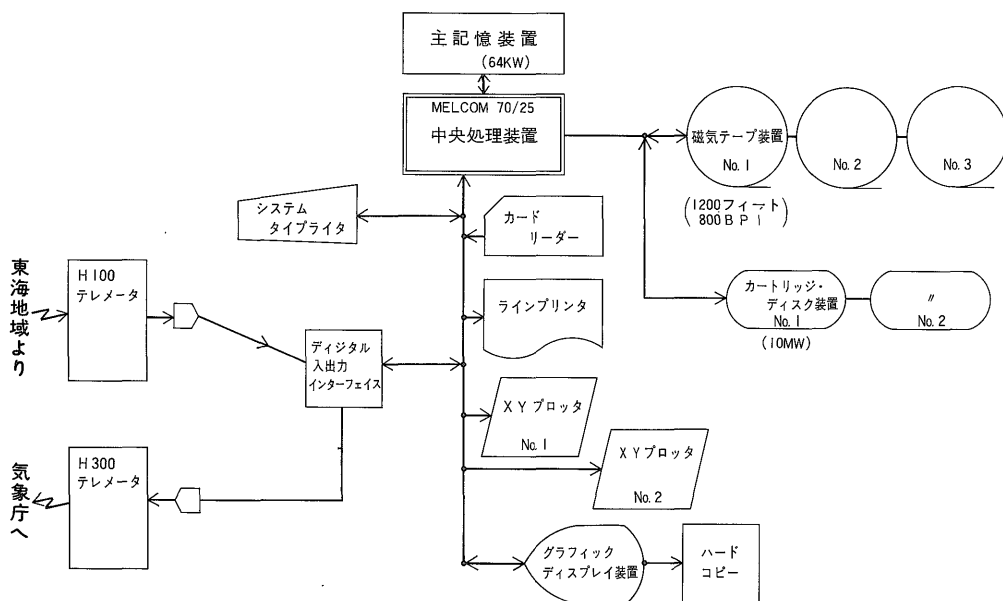 主記憶装置
(64KW)
MELCOM 70/25
中央処理装置
磁気テープ装置
No. 1
No. 2
No. 3
(1200フィート
800BPI)
システム
タイプライタ
カード
リーダー
東海地域より
H100
テレメータ
ラインプリンタ
カートリッジ・
ディスク装置
No. 1
(10MW)
〃
No. 2
ディジタル
入出力
インターフェイス
XYプロッタ
No. 1
XYプロッタ
No. 2
気象庁へ
H300
テレメータ
グラフィック
ディスプレイ装置
ハード
コピー